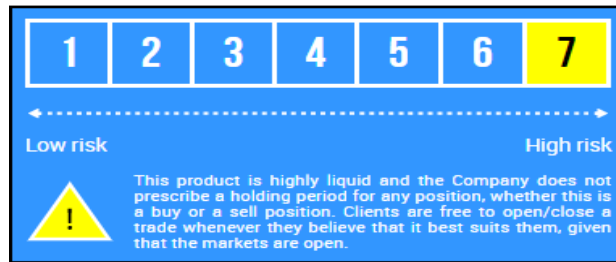 1 2 3 4 5 6 7
Low risk High risk
This product is highly liquid and the Company does not
prescribe a holding period for any position, whether this is
a buy or a sell position. Clients are free to open/close a
trade whenever they believe that it best suits them, given
that the markets are open.
!